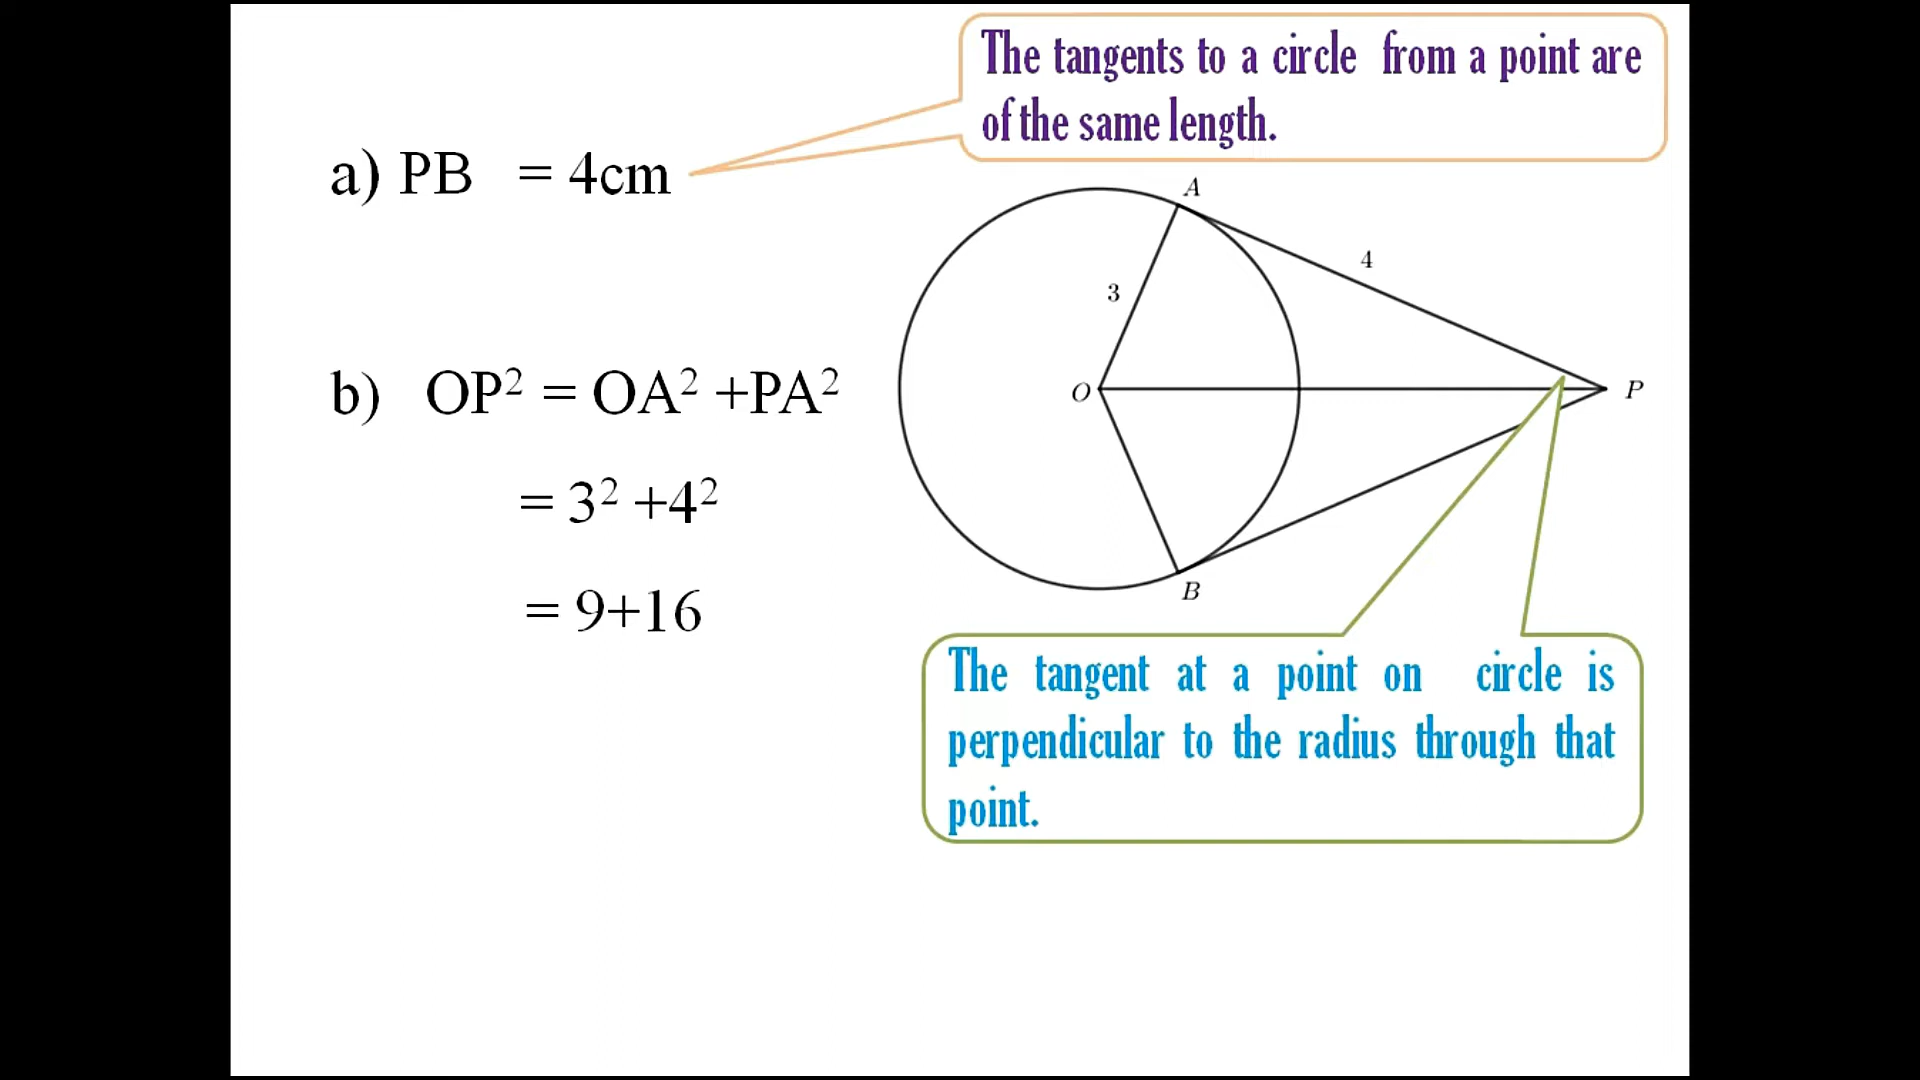 The tangents to a circle from a point are
of the same length.
a) PB = 4cm
A
4
3
O
P
b) OP² = OA² +PA²
= 3² +4²
B
= 9+16
The tangent at a point on circle is
perpendicular to the radius through that
point.